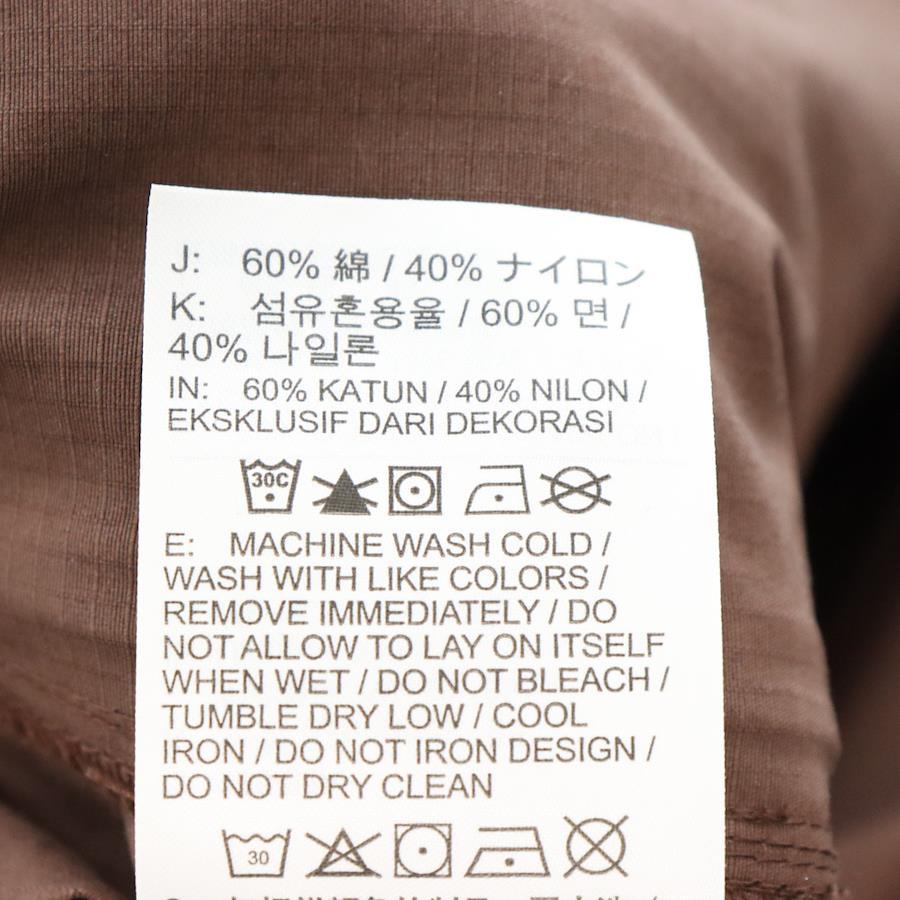 J: 60% 綿 / 40% ナイロン
K: 섬유혼용율 / 60% 면 /
40% 나일론
IN: 60% KATUN / 40% NILON /
EKSKLUSIF DARI DEKORASI
30C
E: MACHINE WASH COLD /
WASH WITH LIKE COLORS /
REMOVE IMMEDIATELY / DO
NOT ALLOW TO LAY ON ITSELF
WHEN WET / DO NOT BLEACH /
TUMBLE DRY LOW / COOL
IRON / DO NOT IRON DESIGN /
DO NOT DRY CLEAN
30